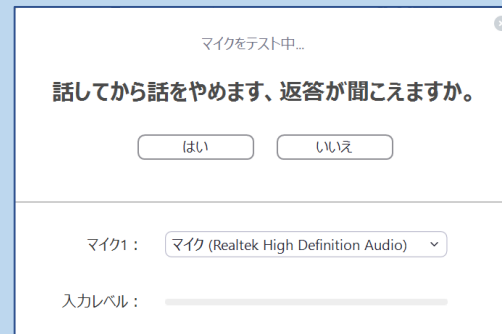 マイクをテスト中...
話してから話をやめます、返答が聞こえますか。
はい いいえ
マイク1： マイク (Realtek High Definition Audio)
入力レベル：